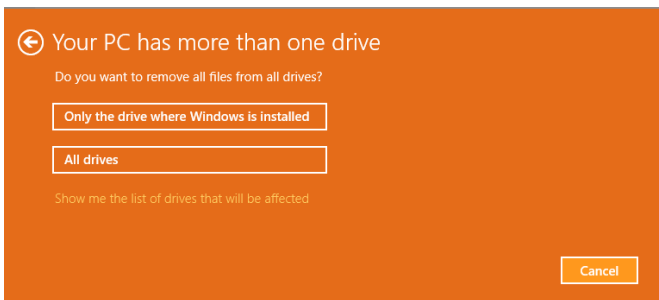 Your PC has more than one drive
Do you want to remove all files from all drives?
Only the drive where Windows is installed
All drives
Show me the list of drives that will be affected
Cancel